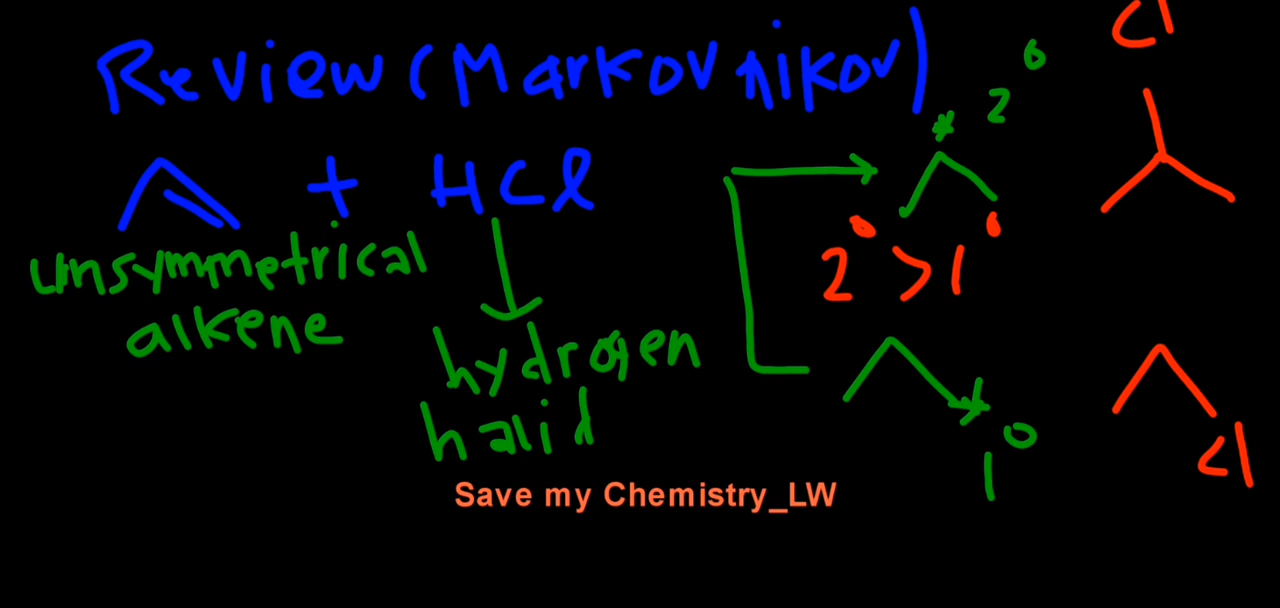 Review (Markovnikov)
Cl
+ HCl
* 2°
unsymmetrical
alkene
2° > 1°
hydrogen
halid
+ 1°
Cl
Save my Chemistry_LW